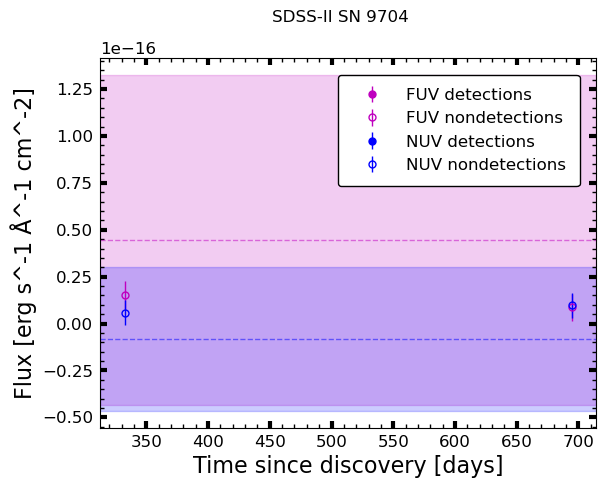 SDSS-II SN 9704
1e−16
1.25
1.00
0.75
0.50
0.25
0.00
−0.25
−0.50
Flux [erg s^-1 Å^-1 cm^-2]
FUV detections
FUV nondetections
NUV detections
NUV nondetections
350 400 450 500 550 600 650 700
Time since discovery [days]